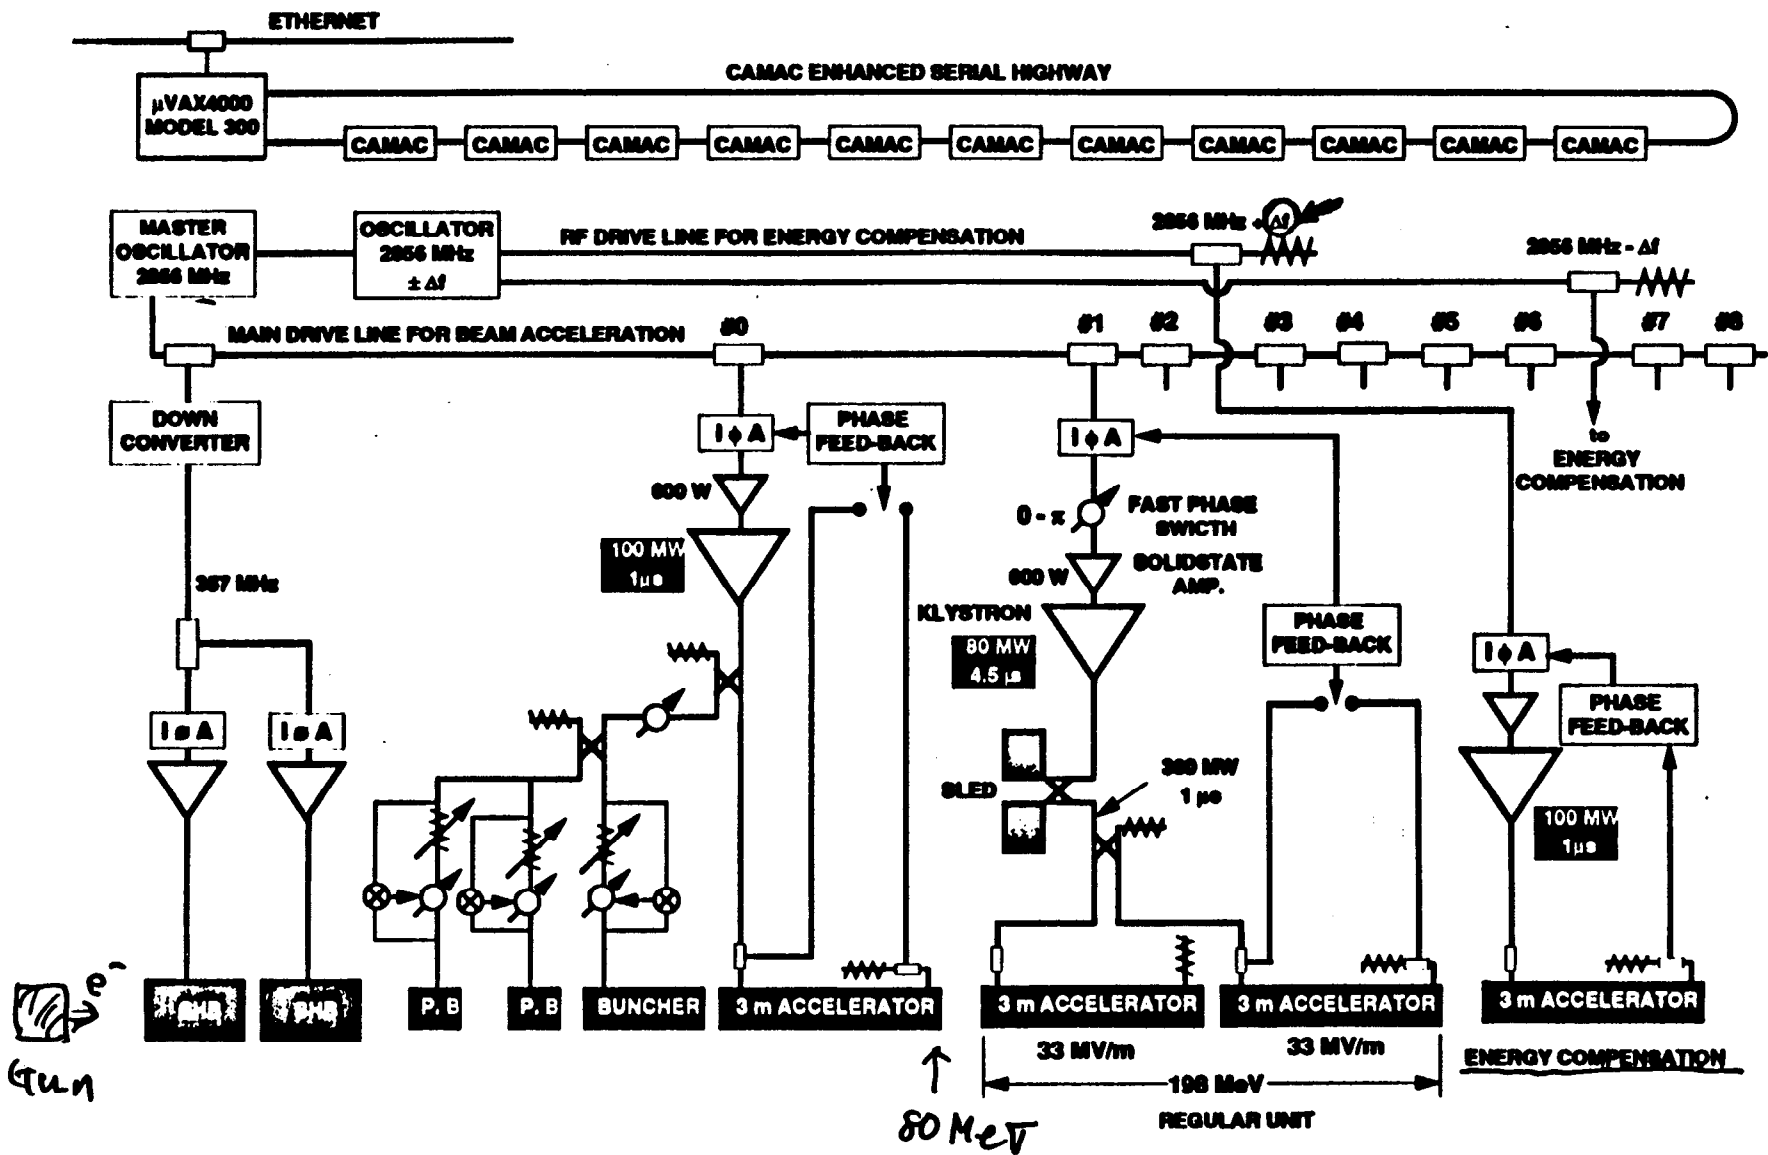 ETHERNET
CAMAC ENHANCED SERIAL HIGHWAY
μVAX4000
MODEL 300
CAMAC CAMAC CAMAC CAMAC CAMAC CAMAC CAMAC CAMAC CAMAC CAMAC CAMAC
MASTER
OSCILLATOR
2856 MHz
OSCILLATOR
2856 MHz
± Δf
RF DRIVE LINE FOR ENERGY COMPENSATION
2856 MHz + Δf
2856 MHz - Δf
MAIN DRIVE LINE FOR BEAM ACCELERATION
#0 #1 #2 #3 #4 #5 #6 #7 #8
DOWN
CONVERTER
I φ A
PHASE
FEED-BACK
I φ A
to
ENERGY
COMPENSATION
600 W
0 - π
FAST PHASE
SWICTH
100 MW
1μs
600 W
SOLIDSTATE
AMP.
357 MHz
KLYSTRON
80 MW
4.5 μs
PHASE
FEED-BACK
I φ A
PHASE
FEED-BACK
I ø A
I ø A
SLED
360 MW
1 μs
100 MW
1μs
e-
Gun
SHB
SHB
P. B
P. B
BUNCHER
3 m ACCELERATOR
3 m ACCELERATOR
3 m ACCELERATOR
3 m ACCELERATOR
33 MV/m
33 MV/m
ENERGY COMPENSATION
198 MeV
REGULAR UNIT
80 MeV